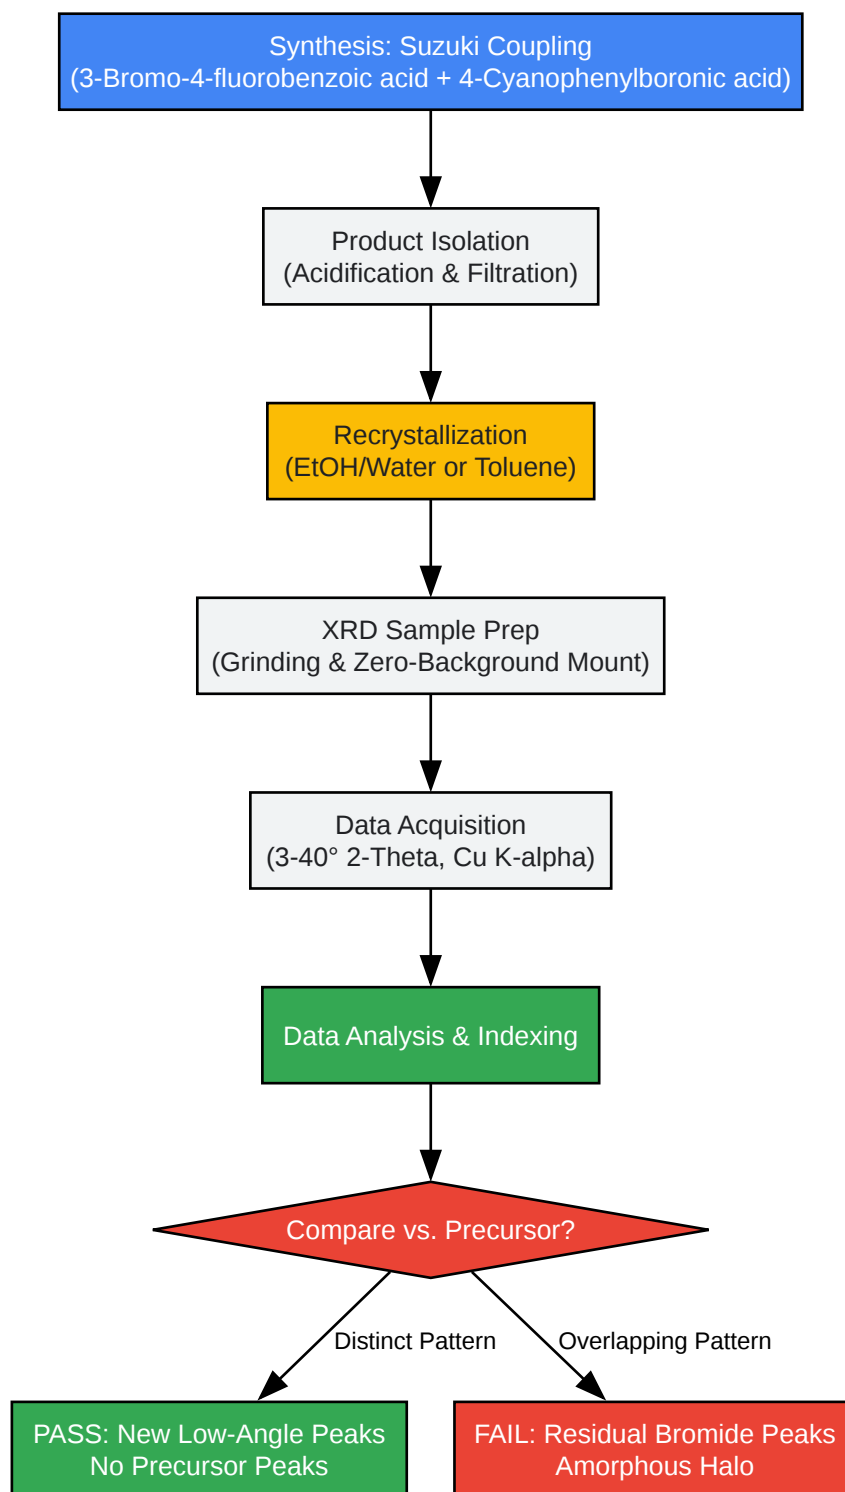 Synthesis: Suzuki Coupling
(3-Bromo-4-fluorobenzoic acid + 4-Cyanophenylboronic acid)
Product Isolation
(Acidification & Filtration)
Recrystallization
(EtOH/Water or Toluene)
XRD Sample Prep
(Grinding & Zero-Background Mount)
Data Acquisition
(3-40° 2-Theta, Cu K-alpha)
Data Analysis & Indexing
Compare vs. Precursor?
Distinct Pattern
Overlapping Pattern
PASS: New Low-Angle Peaks
No Precursor Peaks
FAIL: Residual Bromide Peaks
Amorphous Halo